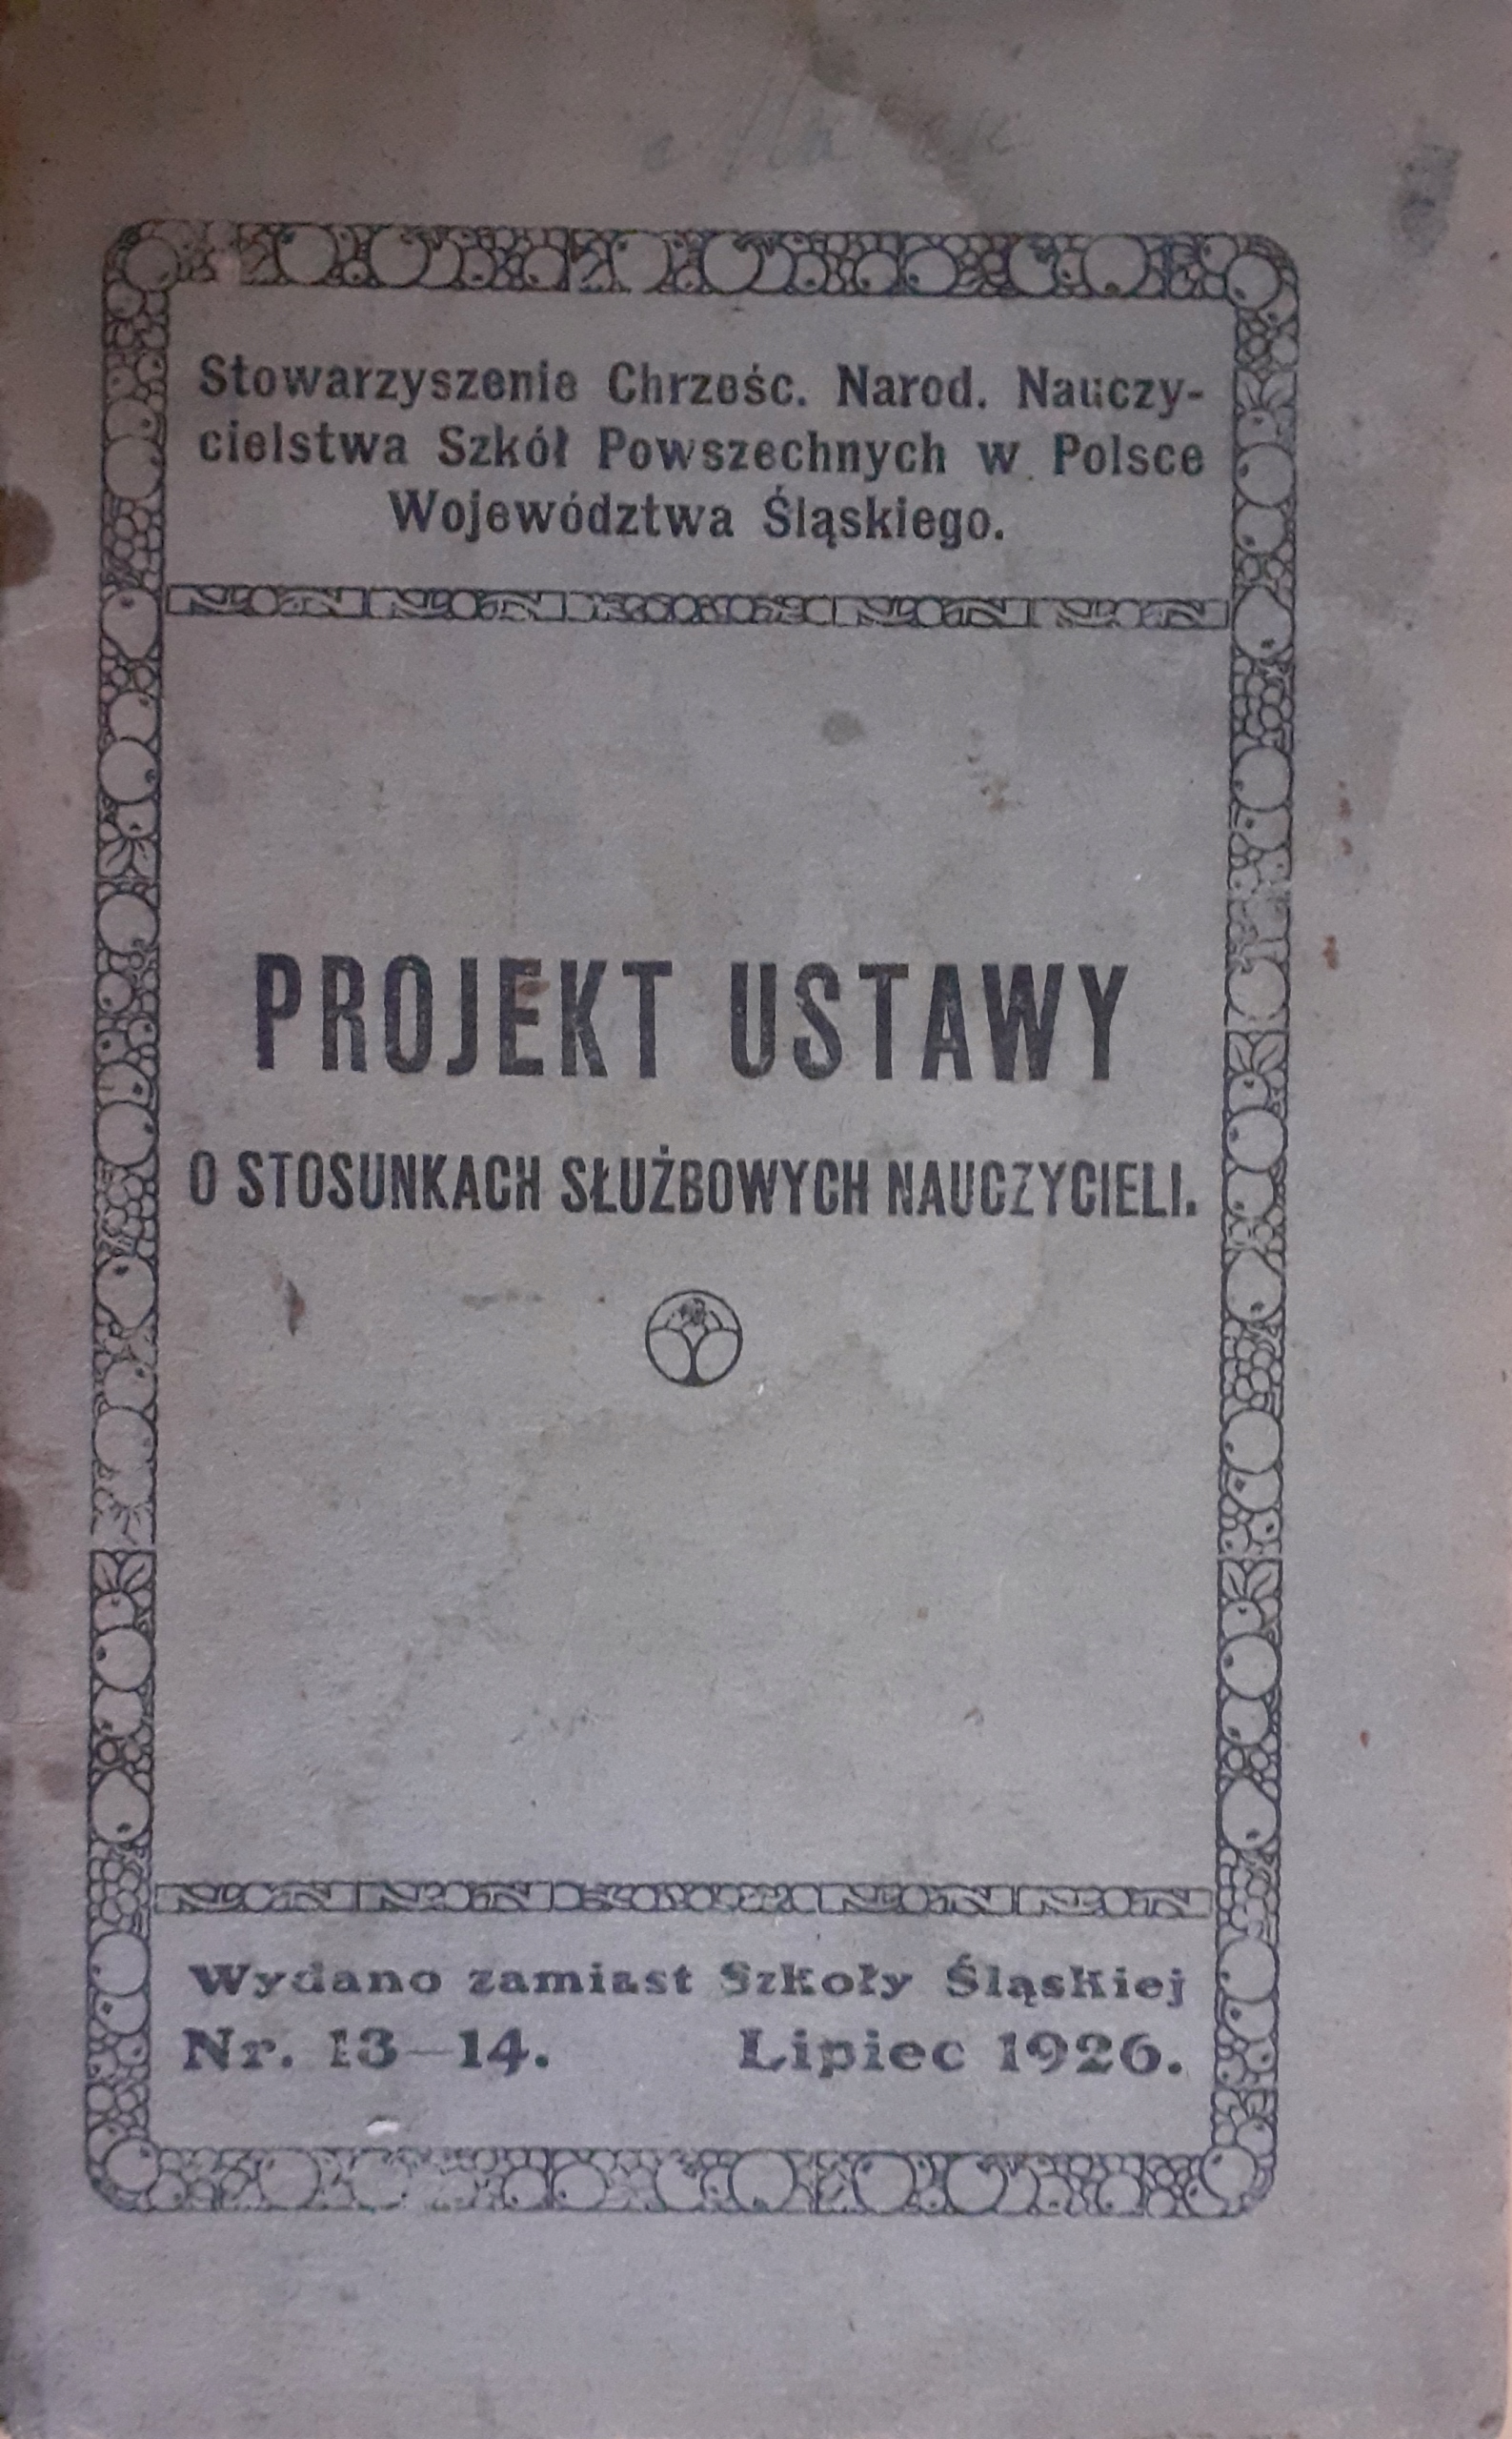 Stowarzyszenie Chrześc. Narod. Nauczy-
cielstwa Szkół Powszechnych w Polsce
Województwa Śląskiego.
PROJEKT USTAWY
O STOSUNKACH SŁUŻBOWYCH NAUCZYCIELI.
Wydano zamiast Szkoły Śląskiej
Nr. 13–14. Lipiec 1926.